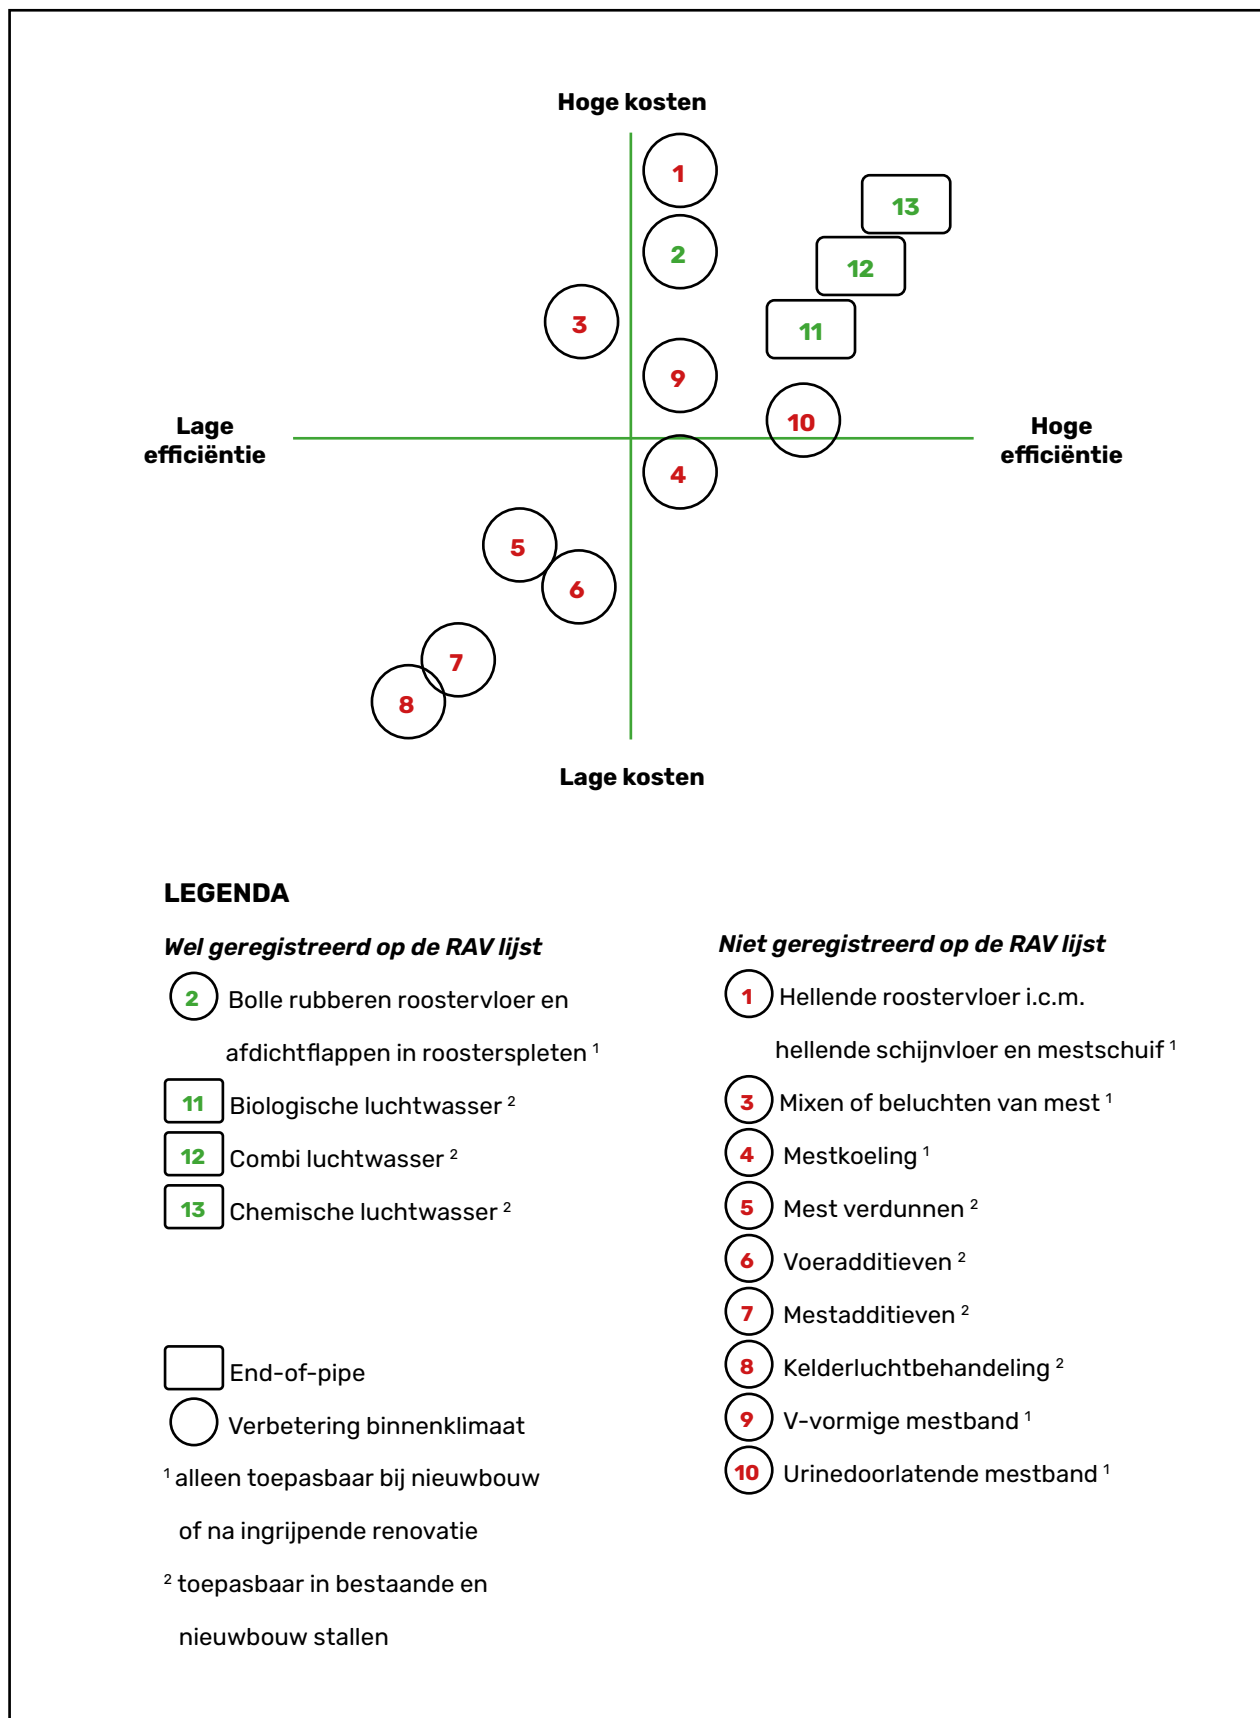 Hoge kosten
1
13
2
12
3
11
9
10
Lage
efficiëntie
Hoge
efficiëntie
4
5
6
7
8
Lage kosten
LEGENDA
Wel geregistreerd op de RAV lijst
2 Bolle rubberen roostervloer en
afdichtflappen in roosterspleten ¹
11 Biologische luchtwasser ²
12 Combi luchtwasser ²
13 Chemische luchtwasser ²
End-of-pipe
Verbetering binnenklimaat
¹ alleen toepasbaar bij nieuwbouw
of na ingrijpende renovatie
² toepasbaar in bestaande en
nieuwbouw stallen
Niet geregistreerd op de RAV lijst
1 Hellende roostervloer i.c.m.
hellende schijnvloer en mestschuif ¹
3 Mixen of beluchten van mest ¹
4 Mestkoeling ¹
5 Mest verdunnen ²
6 Voeradditieven ²
7 Mestadditieven ²
8 Kelderluchtbehandeling ²
9 V-vormige mestband ¹
10 Urinedoorlatende mestband ¹